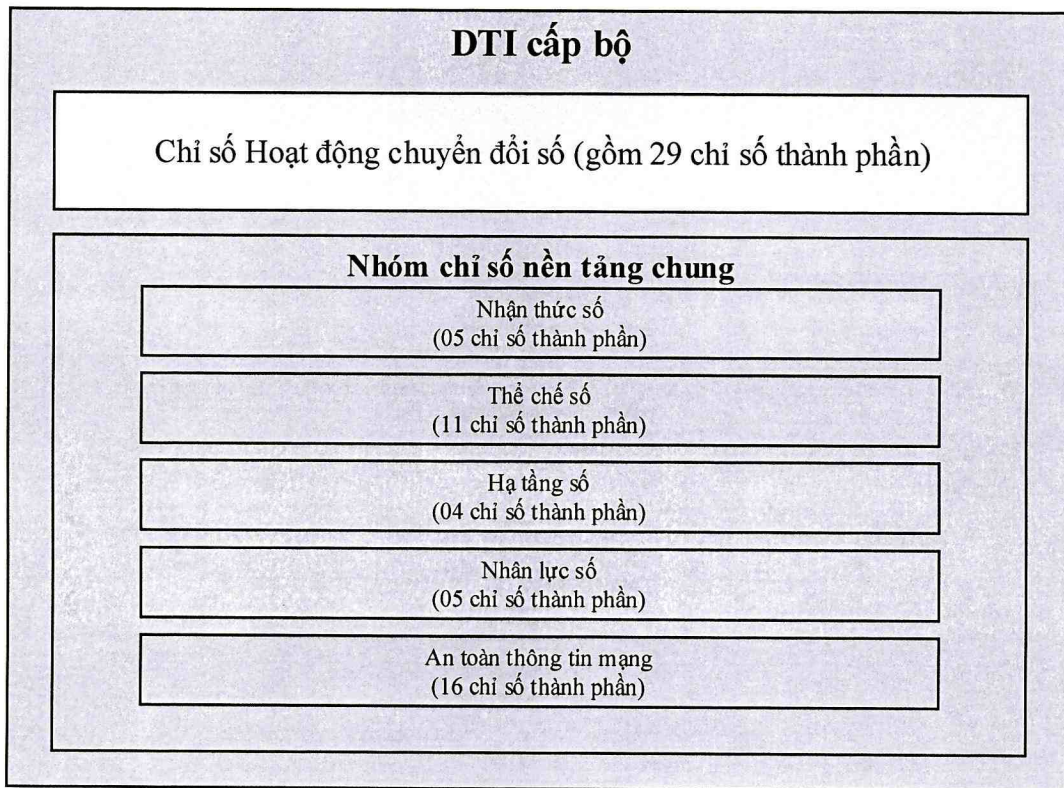 DTI cấp bộ
Chỉ số Hoạt động chuyển đổi số (gồm 29 chỉ số thành phần)
Nhóm chỉ số nền tảng chung
Nhận thức số
(05 chỉ số thành phần)
Thể chế số
(11 chỉ số thành phần)
Hạ tầng số
(04 chỉ số thành phần)
Nhân lực số
(05 chỉ số thành phần)
An toàn thông tin mạng
(16 chỉ số thành phần)